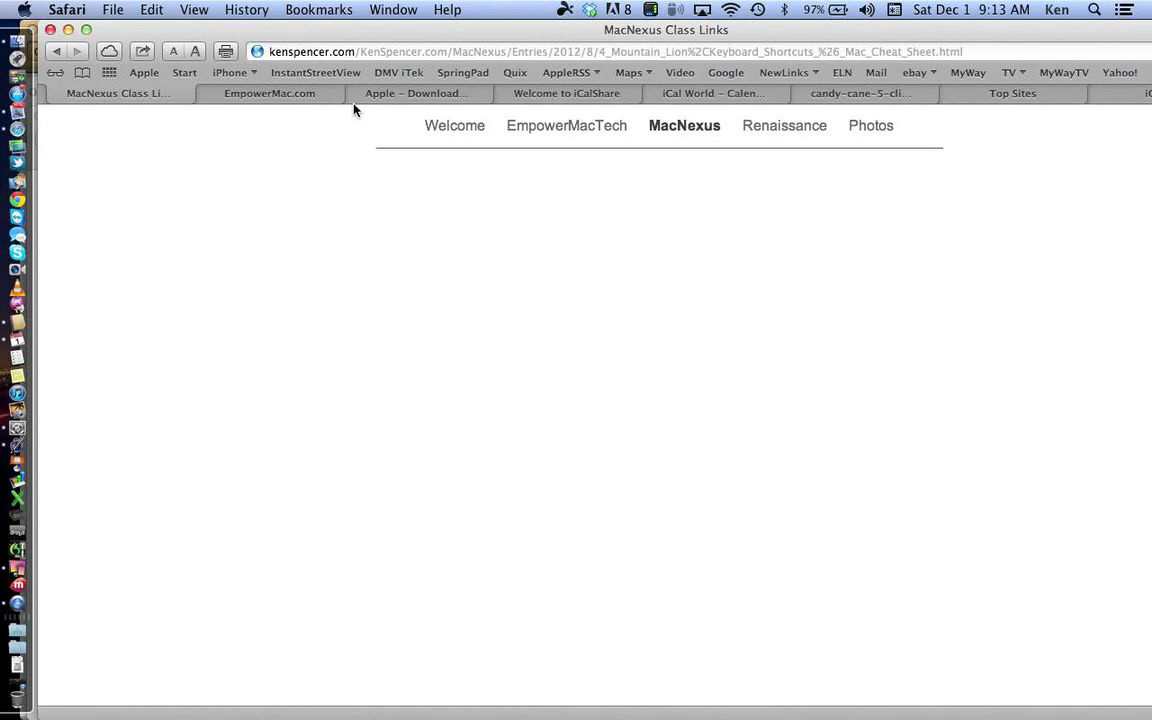 Safari File Edit View History Bookmarks Window Help 8 97% Sat Dec 1 9:13 AM Ken
MacNexus Class Links
A A kenspencer.com/KenSpencer.com/MacNexus/Entries/2012/8/4_Mountain_Lion%2CKeyboard_Shortcuts_%26_Mac_Cheat_Sheet.html
Apple Start iPhone InstantStreetView DMV iTek SpringPad Quix AppleRSS Maps Video Google NewLinks ELN Mail ebay MyWay TV MyWayTV Yahoo!
MacNexus Class Li... EmpowerMac.com Apple – Download... Welcome to iCalShare iCal World – Calen... candy-cane-5-cli... Top Sites
Welcome EmpowerMacTech MacNexus Renaissance Photos